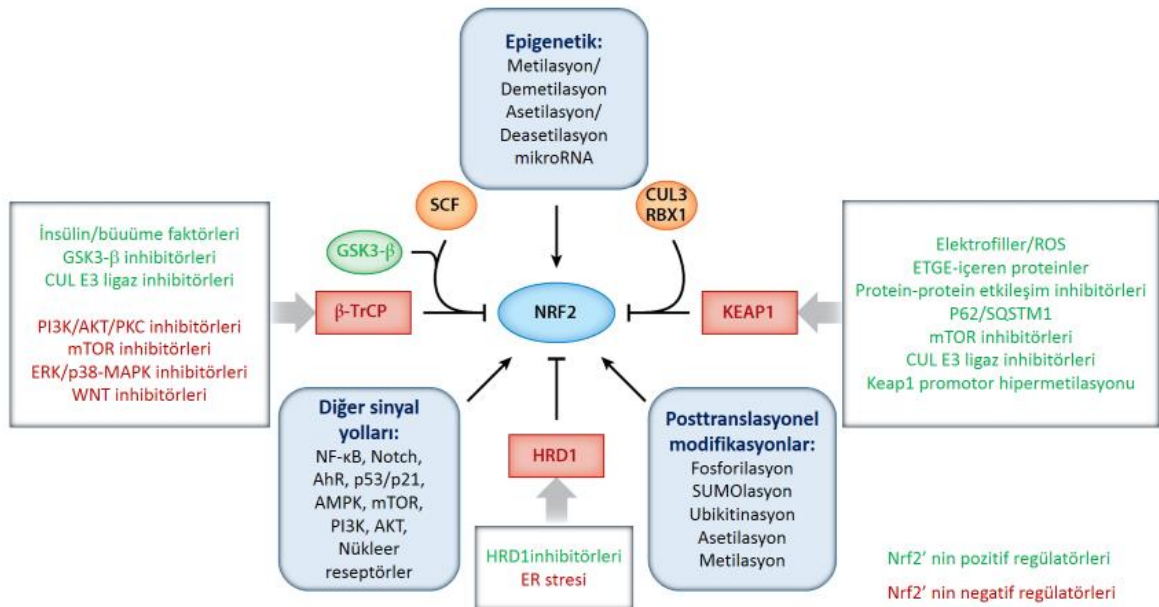 Epigenetik:
Metilasyon/
Demetilasyon
Asetilasyon/
Deasetilasyon
mikroRNA
SCF
CUL3
RBX1
İnsülin/büuüme faktörleri
GSK3-β inhibitörleri
CUL E3 ligaz inhibitörleri
PI3K/AKT/PKC inhibitörleri
mTOR inhibitörleri
ERK/p38-MAPK inhibitörleri
WNT inhibitörleri
GSK3-β
β-TrCP
NRF2
KEAP1
Elektrofiller/ROS
ETGE-içeren proteinler
Protein-protein etkileşim inhibitörleri
P62/SQSTM1
mTOR inhibitörleri
CUL E3 ligaz inhibitörleri
Keap1 promotor hipermetilasyonu
Diğer sinyal
yolları:
NF-κB, Notch,
AhR, p53/p21,
AMPK, mTOR,
PI3K, AKT,
Nükleer
reseptörler
HRD1
HRD1inhibitörleri
ER stresi
Posttranslasyonel
modifikasyonlar:
Fosforilasyon
SUMOlasyon
Ubikitinasyon
Asetilasyon
Metilasyon
Nrf2’ nin pozitif regülatörleri
Nrf2’ nin negatif regülatörleri